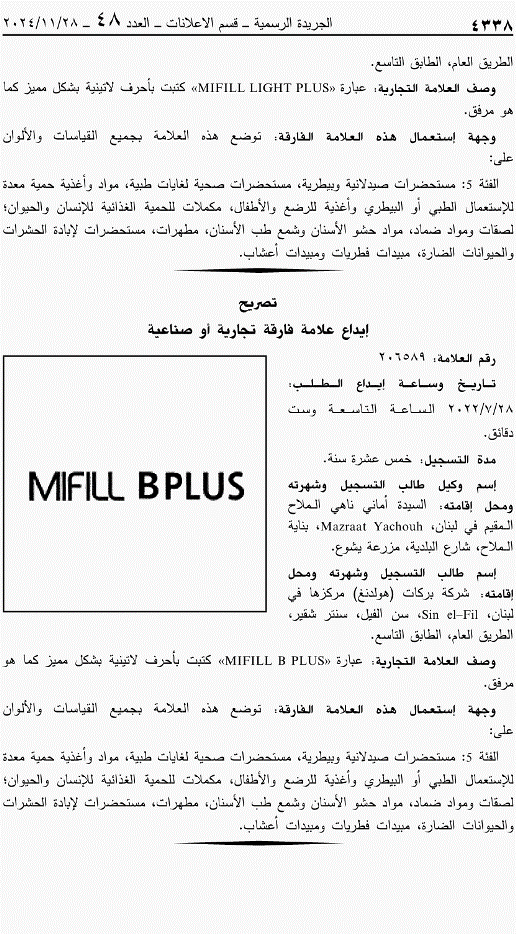 ٤٣٣٨ الجريدة الرسمية ــ قسم الاعلانات ــ العدد ٤٨ ــ ٢٠٢٤/١١/٢٨
الطريق العام، الطابق التاسع.
وصف العلامة التجارية: عبارة «MIFILL LIGHT PLUS» كتبت بأحرف لاتينية بشكل مميز كما
هو مرفق.
وجهة إستعمال هذه العلامة الفارقة: توضع هذه العلامة بجميع القياسات والألوان
على:
الفئة 5: مستحضرات صيدلانية وبيطرية، مستحضرات صحية لغايات طبية، مواد وأغذية حمية معدة
للإستعمال الطبي أو البيطري وأغذية للرضع والأطفال، مكملات للحمية الغذائية للإنسان والحيوان؛
لصقات ومواد ضماد، مواد حشو الأسنان وشمع طب الأسنان، مطهرات، مستحضرات لإبادة الحشرات
والحيوانات الضارة، مبيدات فطريات ومبيدات أعشاب.
تصريح
إيداع علامة فارقة تجارية أو صناعية
رقم العلامة: ٢٠٦٥٨٩
تاريخ وساعة إيداع الطلب:
٢٠٢٢/٧/٢٨ الساعة التاسعة وست
دقائق.
مدة التسجيل: خمس عشرة سنة.
إسم وكيل طالب التسجيل وشهرته
ومحل إقامته: السيدة أماني ناهي الملاح
المقيم في لبنان، Mazraat Yachouh، بناية
الملاح، شارع البلدية، مزرعة يشوع.
إسم طالب التسجيل وشهرته ومحل
إقامته: شركة بركات (هولدنغ) مركزها في
لبنان، Sin el–Fil، سن الفيل، سنتر شقير،
الطريق العام، الطابق التاسع.
MIFILL B PLUS
وصف العلامة التجارية: عبارة «MIFILL B PLUS» كتبت بأحرف لاتينية بشكل مميز كما هو
مرفق.
وجهة إستعمال هذه العلامة الفارقة: توضع هذه العلامة بجميع القياسات والألوان
على:
الفئة 5: مستحضرات صيدلانية وبيطرية، مستحضرات صحية لغايات طبية، مواد وأغذية حمية معدة
للإستعمال الطبي أو البيطري وأغذية للرضع والأطفال، مكملات للحمية الغذائية للإنسان والحيوان؛
لصقات ومواد ضماد، مواد حشو الأسنان وشمع طب الأسنان، مطهرات، مستحضرات لإبادة الحشرات
والحيوانات الضارة، مبيدات فطريات ومبيدات أعشاب.